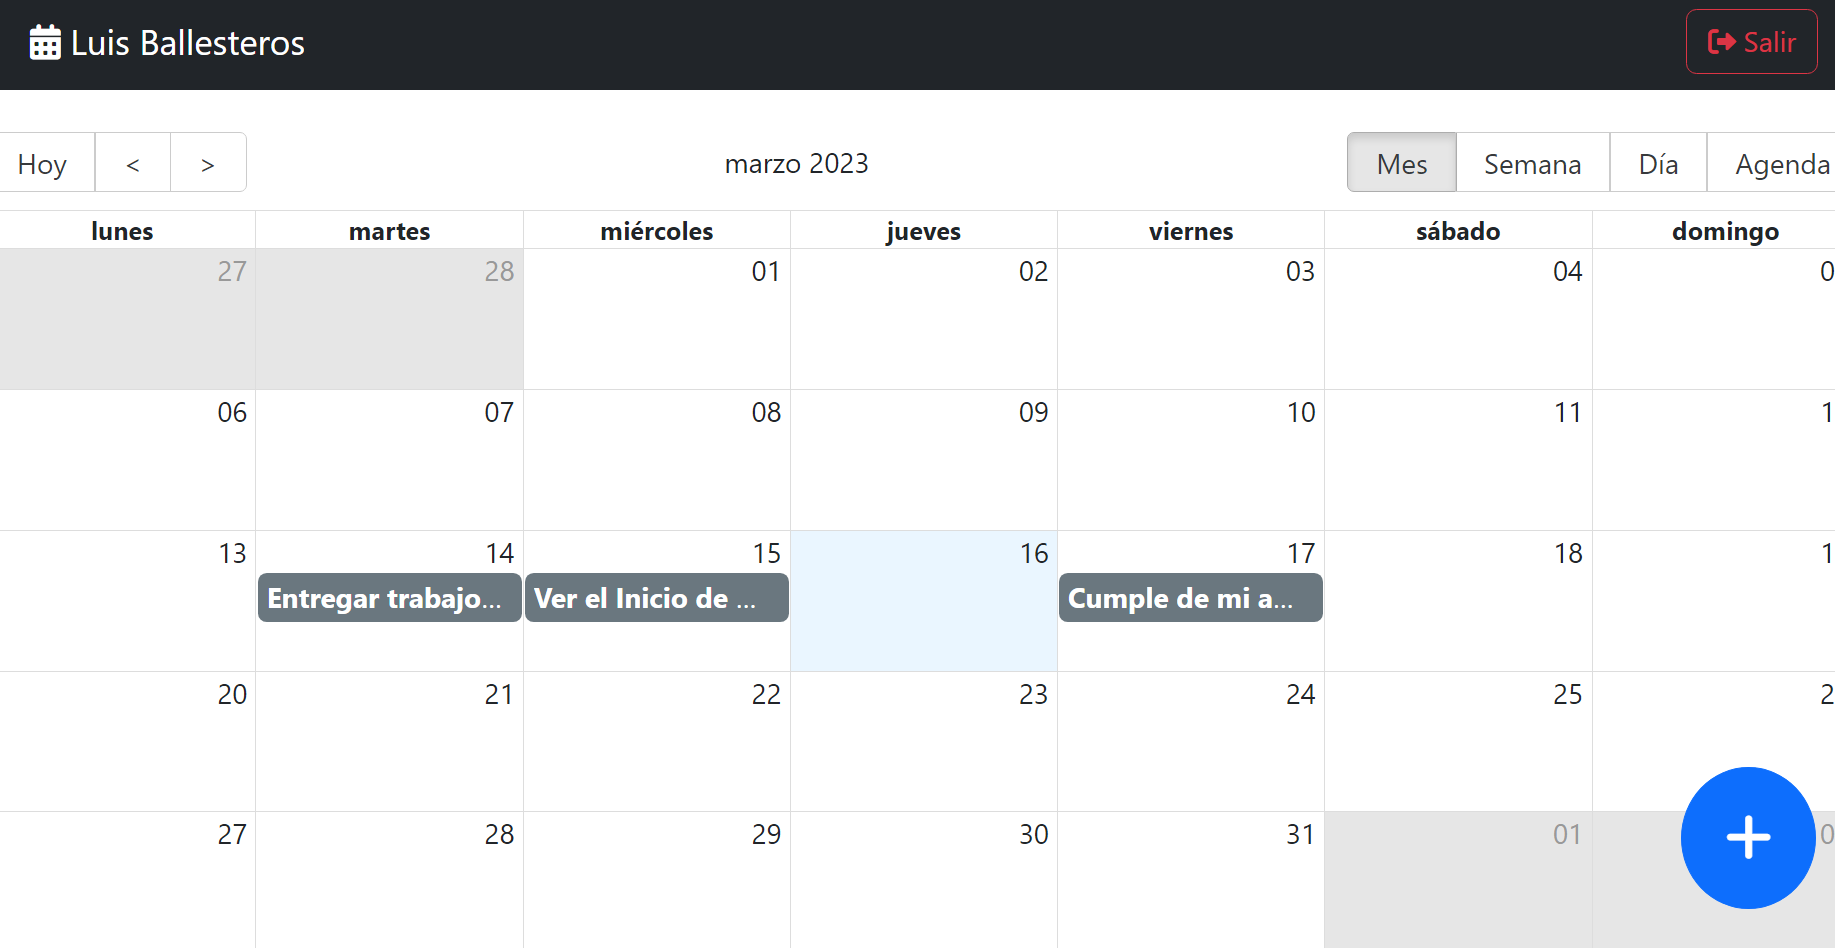 Luis Ballesteros
Salir
Hoy < > marzo 2023 Mes Semana Día Agenda
lunes martes miércoles jueves viernes sábado domingo
27 28 01 02 03 04 0
06 07 08 09 10 11 1
13 14 15 16 17 18 1
Entregar trabajo... Ver el Inicio de ... Cumple de mi a...
20 21 22 23 24 25 2
27 28 29 30 31 01 0